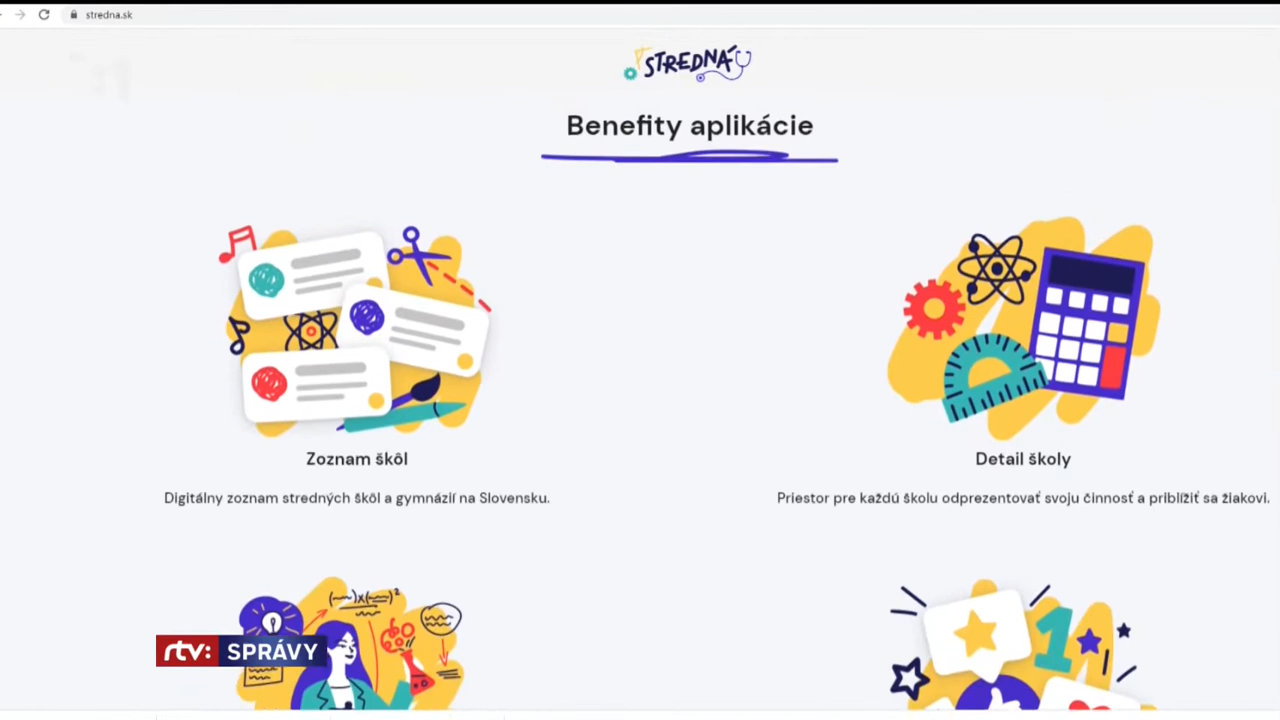 stredna.sk
STREDNÁ
Benefity aplikácie
Zoznam škôl
Detail školy
Digitálny zoznam stredných škôl a gymnázií na Slovensku.
Priestor pre každú školu odprezentovať svoju činnosť a priblížiť sa žiakovi.
1
rtv: SPRÁVY